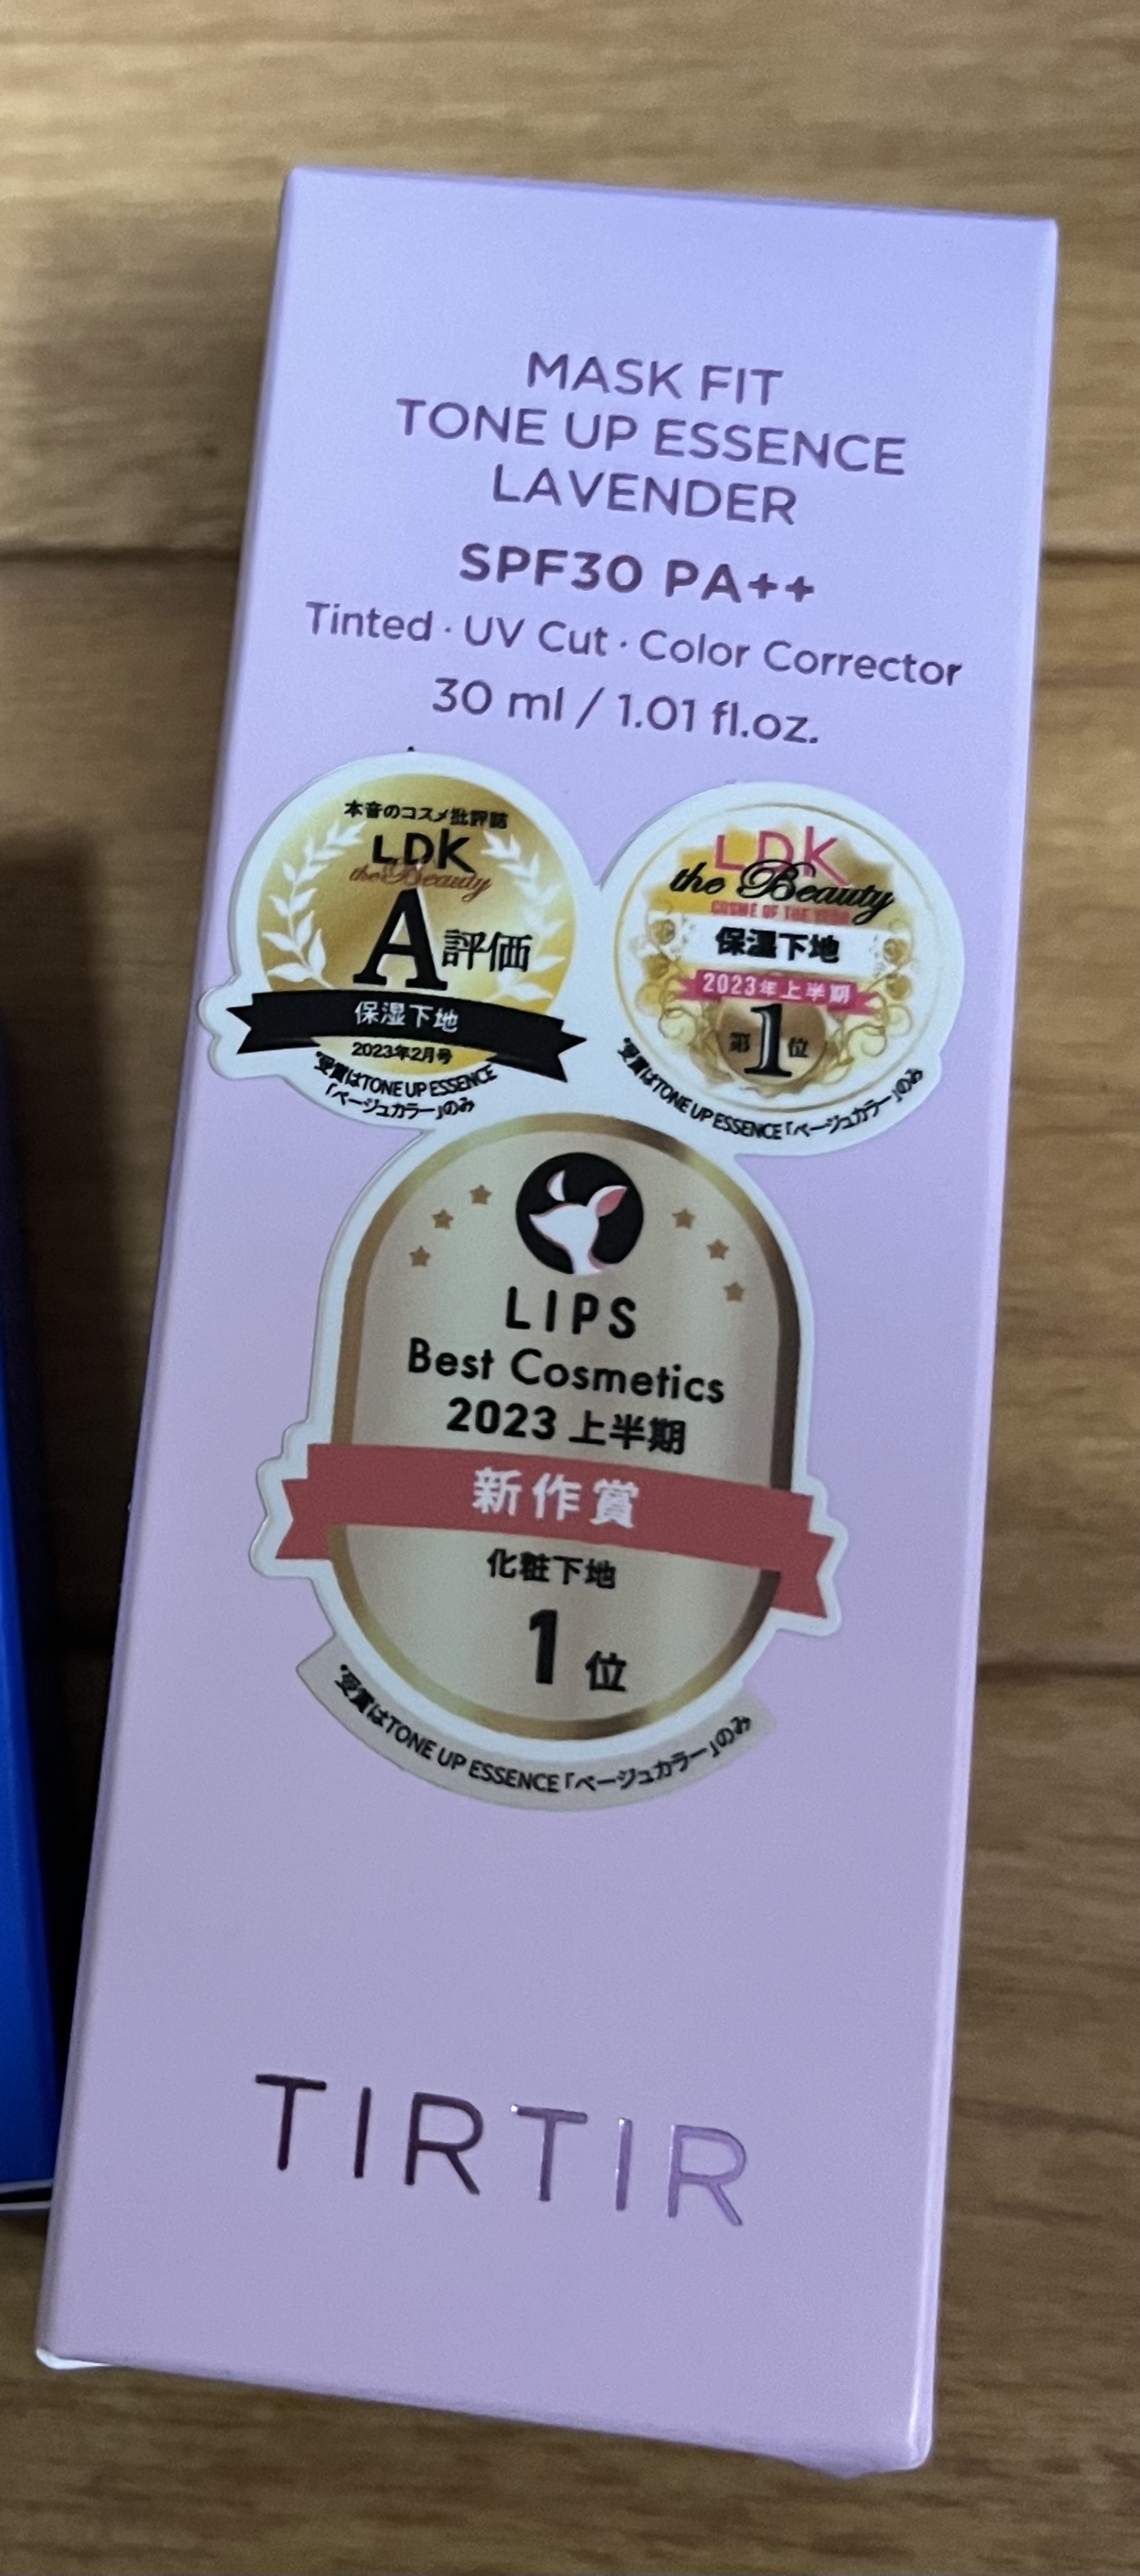 MASK FIT
TONE UP ESSENCE
LAVENDER
SPF30 PA++
Tinted · UV Cut · Color Corrector
30 ml / 1.01 fl.oz.
本音のコスメ批評誌
LDK
the Beauty
A評価
保湿下地
2023年2月号
*受賞はTONE UP ESSENCE
「ベージュカラー」のみ
LDK
the Beauty
COSME OF THE YEAR
保湿下地
2023年上半期
第1位
*受賞はTONE UP ESSENCE「ベージュカラー」のみ
LIPS
Best Cosmetics
2023 上半期
新作賞
化粧下地
1位
*受賞はTONE UP ESSENCE「ベージュカラー」のみ
TIRTIR